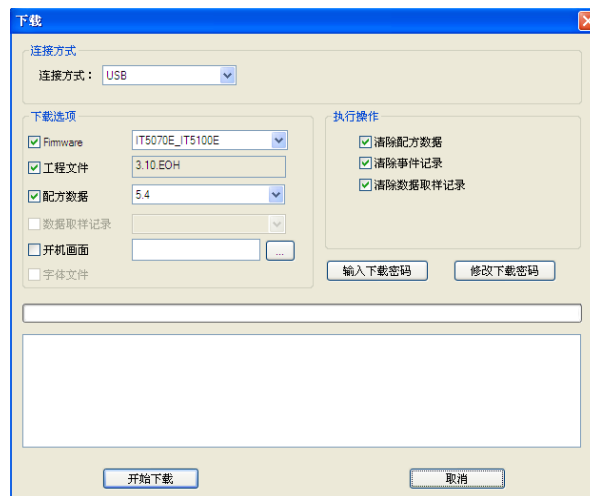 下载
连接方式
连接方式： USB
下载选项
Firmware IT5070E_IT5100E
工程文件 3.10.EOH
配方数据 5.4
数据取样记录
开机画面 ...
字体文件
执行操作
清除配方数据
清除事件记录
清除数据取样记录
输入下载密码 修改下载密码
开始下载 取消